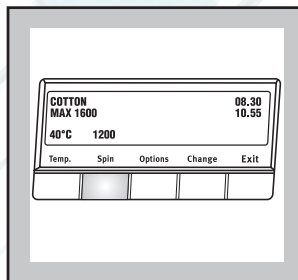 COTTON 08.30
MAX 1600 10.55
40°C 1200
Temp. Spin Options Change Exit